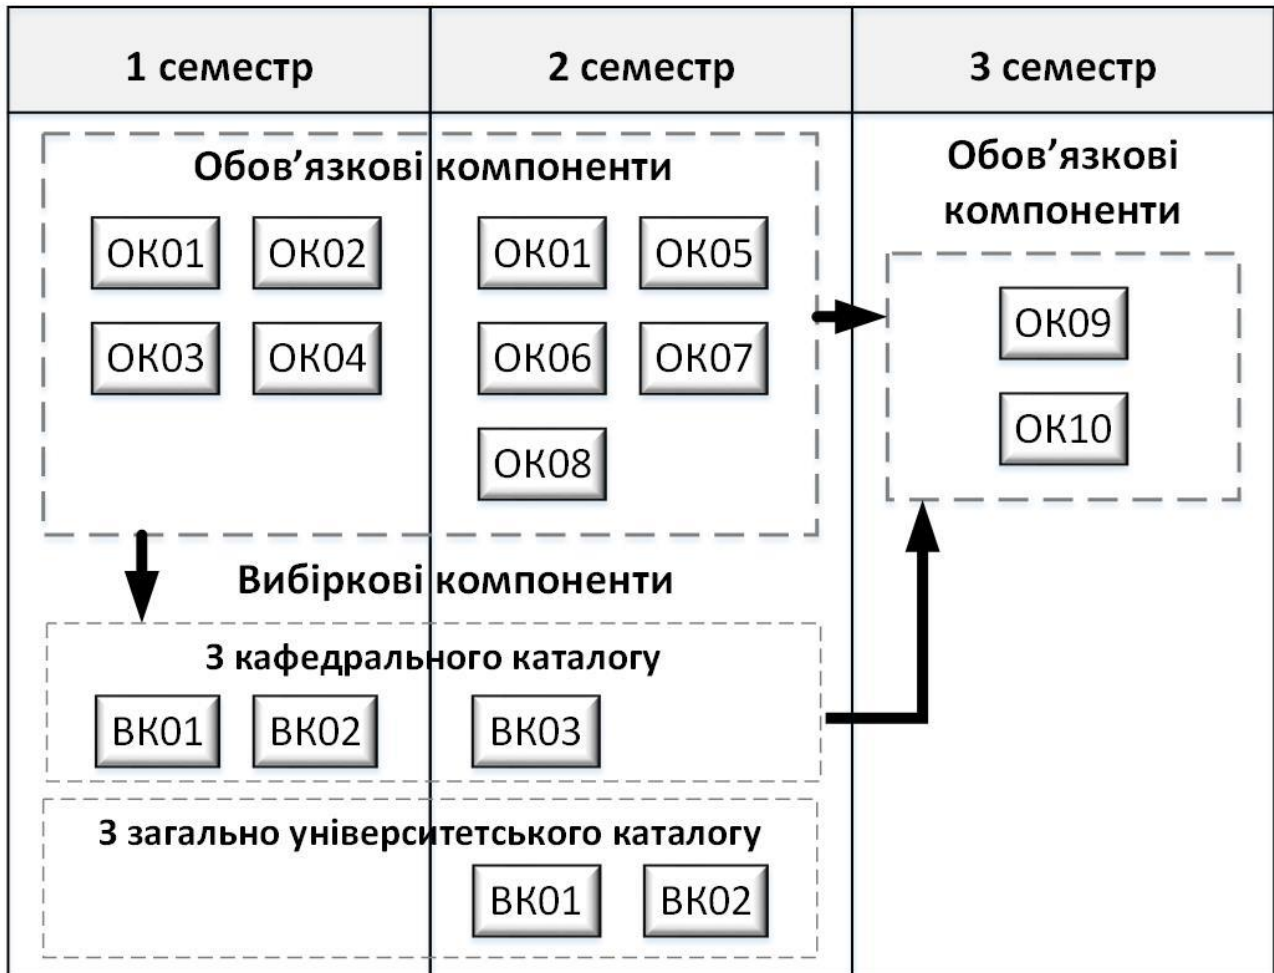 1 семестр
2 семестр
3 семестр
Обов’язкові компоненти
ОК01 ОК02
ОК03 ОК04
ОК01 ОК05
ОК06 ОК07
ОК08
Обов’язкові
компоненти
ОК09
ОК10
Вибіркові компоненти
З кафедрального каталогу
ВК01 ВК02 ВК03
З загально університетського каталогу
ВК01 ВК02